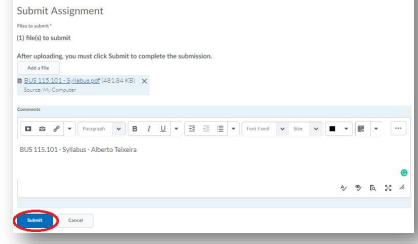 Submit Assignment
Files to submit *
(1) file(s) to submit
After uploading, you must click Submit to complete the submission.
Add a File
BUS 115.101 - Syllabus.pdf (481.84 KB)
Source: My Computer
Comments
Paragraph B I U Font Family Size
BUS 115.101 - Syllabus - Alberto Teixeira
Submit Cancel